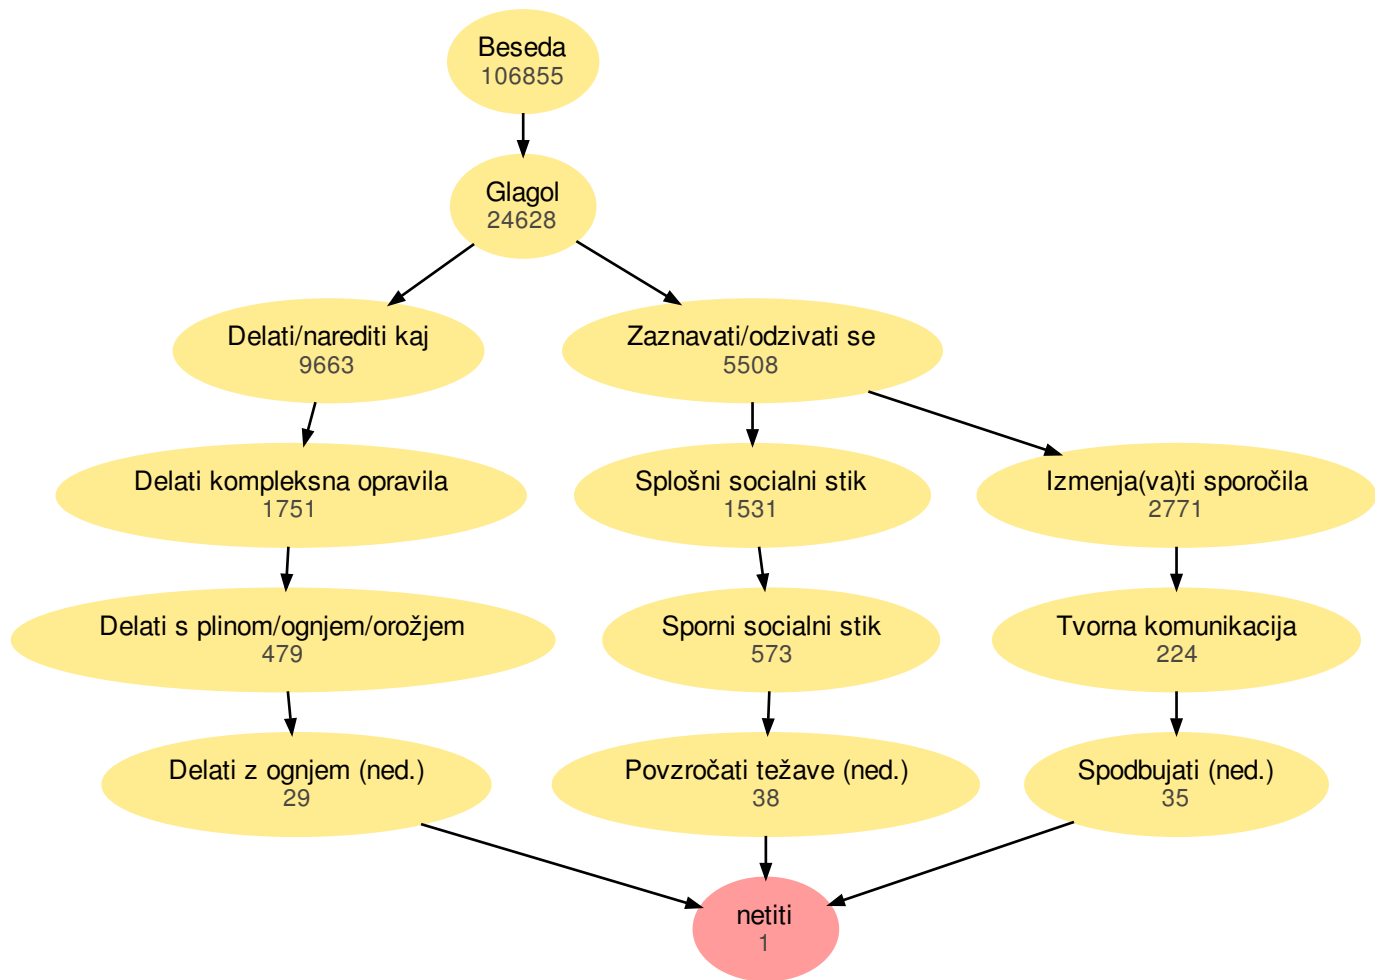 Beseda
106855
Glagol
24628
Delati/narediti kaj
9663
Zaznavati/odzivati se
5508
Delati kompleksna opravila
1751
Splošni socialni stik
1531
Izmenja(va)ti sporočila
2771
Delati s plinom/ognjem/orožjem
479
Sporni socialni stik
573
Tvorna komunikacija
224
Delati z ognjem (ned.)
29
Povzročati težave (ned.)
38
Spodbujati (ned.)
35
netiti
1